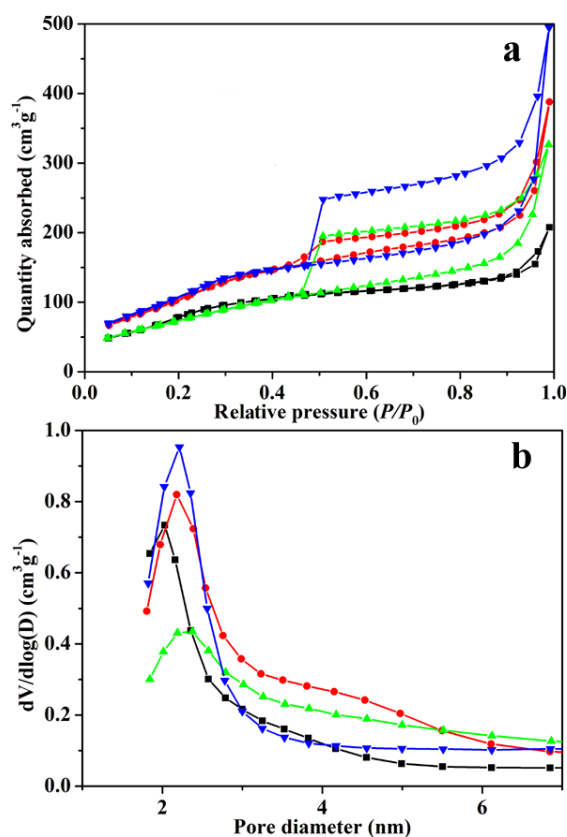 500
a
400
300
200
100
0
0.0 0.2 0.4 0.6 0.8 1.0
Quantity absorbed (cm³g⁻¹)
Relative pressure (P/P₀)
1.0
b
0.8
0.6
0.4
0.2
0.0
2 4 6
dV/dlog(D) (cm³g⁻¹)
Pore diameter (nm)